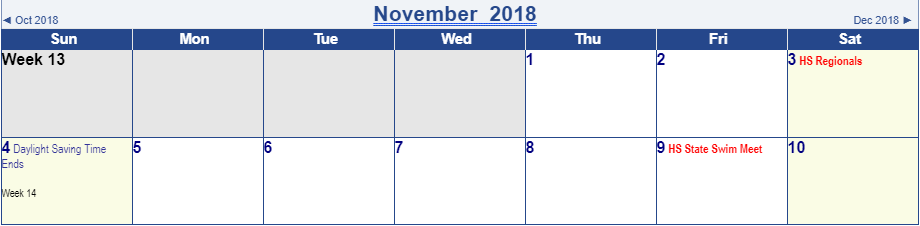 November 2018
◄ Oct 2018
Dec 2018 ►
Sun Mon Tue Wed Thu Fri Sat
Week 13
1
2
3 HS Regionals
4 Daylight Saving Time
Ends
Week 14
5
6
7
8
9 HS State Swim Meet
10